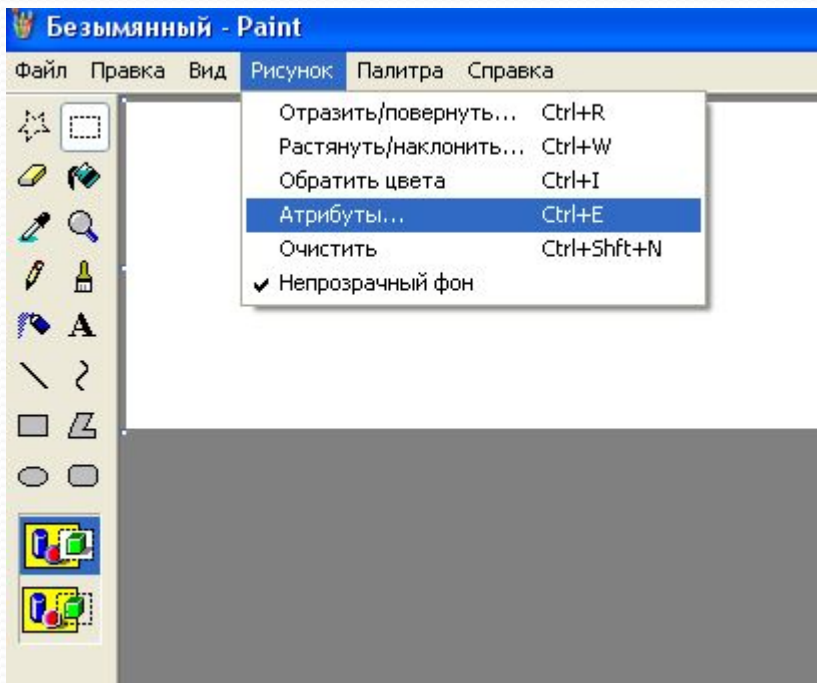 Безымянный - Paint
Файл Правка Вид Рисунок Палитра Справка
Отразить/повернуть... Ctrl+R
Растянуть/наклонить... Ctrl+W
Обратить цвета Ctrl+I
Атрибуты... Ctrl+E
Очистить Ctrl+Shft+N
Непрозрачный фон
A